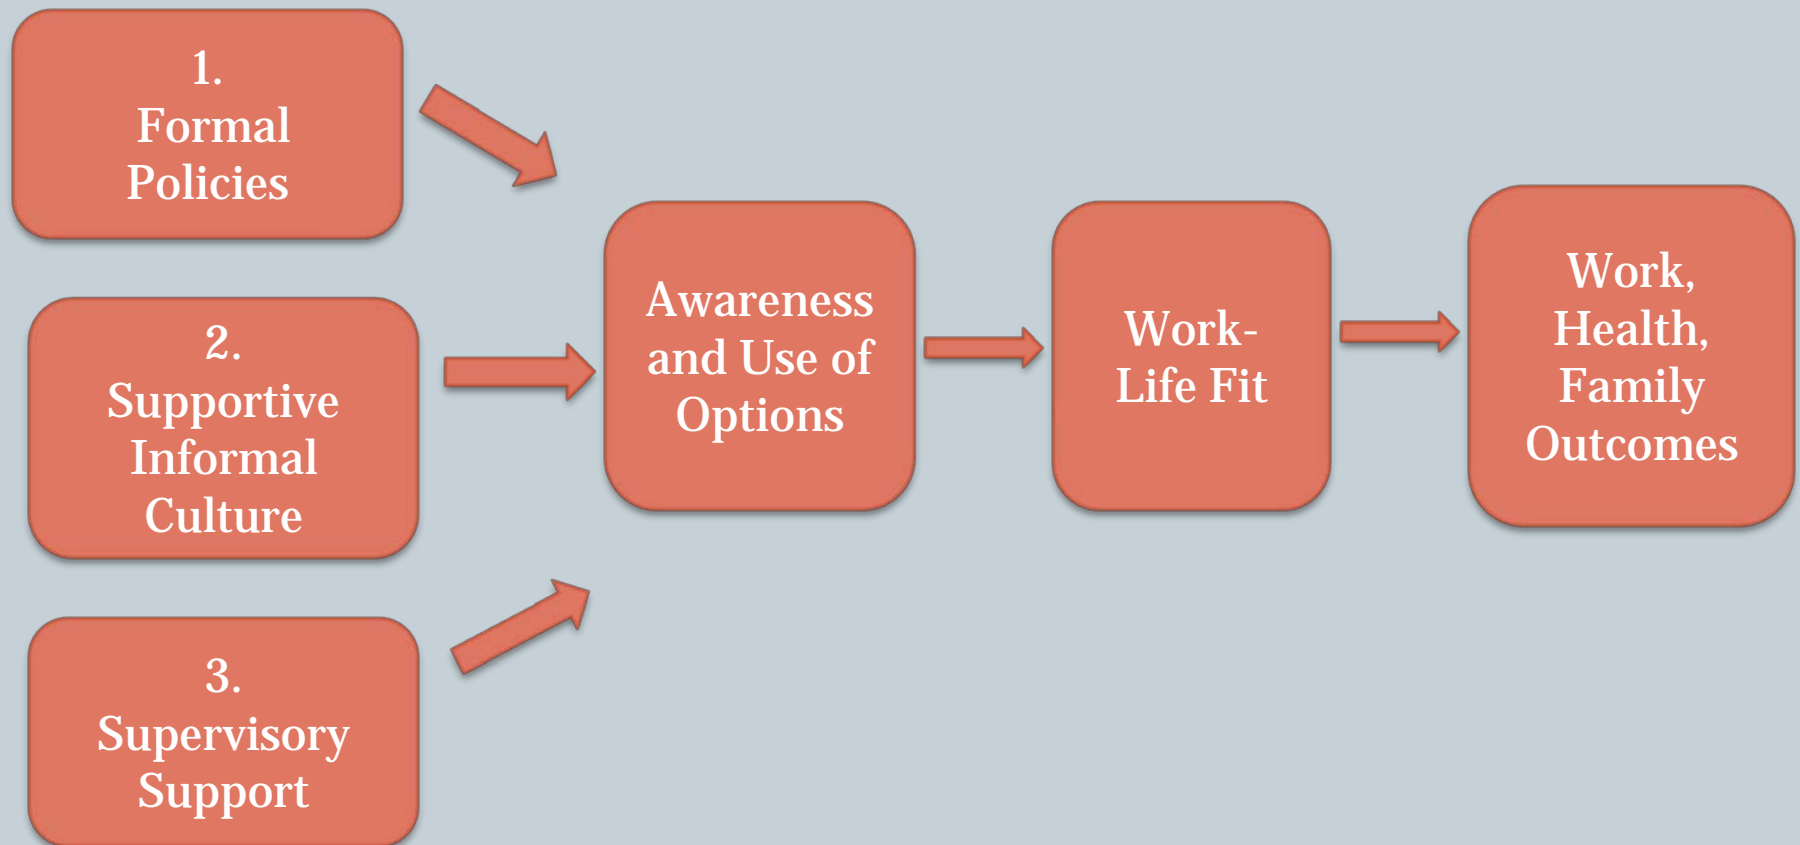 1.
Formal
Policies
2.
Supportive
Informal
Culture
3.
Supervisory
Support
Awareness
and Use of
Options
Work-
Life Fit
Work,
Health,
Family
Outcomes